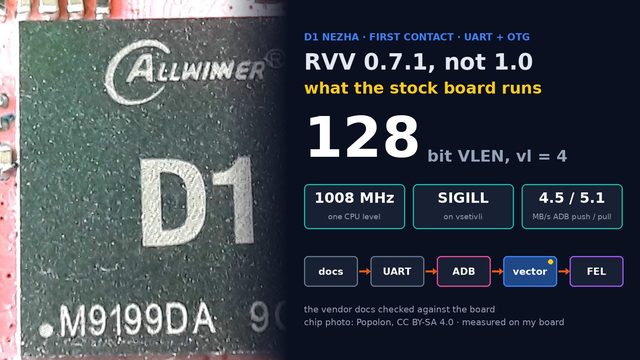 ALLWINNER®
D1
M9199DA 9
D1 NEZHA · FIRST CONTACT · UART + OTG
RVV 0.7.1, not 1.0
what the stock board runs
128 bit VLEN, vl = 4
1008 MHz
one CPU level
SIGILL
on vsetivli
4.5 / 5.1
MB/s ADB push / pull
docs
UART
ADB
vector
FEL
the vendor docs checked against the board
chip photo: Popolon, CC BY-SA 4.0 · measured on my board